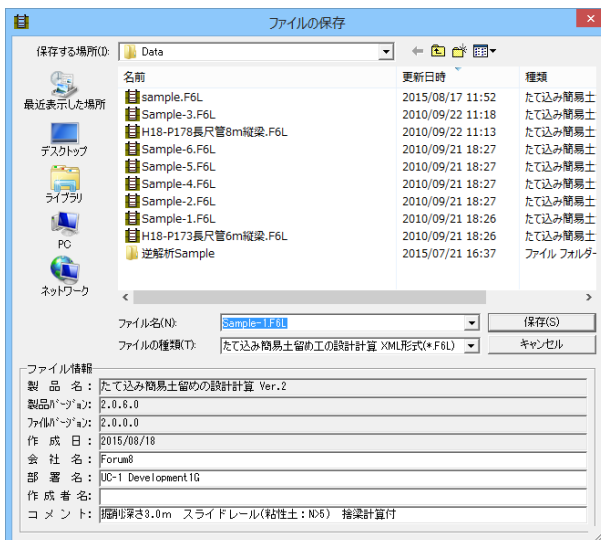 ファイルの保存
保存する場所(I): Data
名前 更新日時 種類
sample.F6L 2015/08/17 11:52 たて込み簡易土
Sample-3.F6L 2010/09/22 11:18 たて込み簡易土
H18-P178長尺管8m縦梁.F6L 2010/09/22 11:13 たて込み簡易土
Sample-6.F6L 2010/09/21 18:27 たて込み簡易土
Sample-5.F6L 2010/09/21 18:27 たて込み簡易土
Sample-4.F6L 2010/09/21 18:27 たて込み簡易土
Sample-2.F6L 2010/09/21 18:27 たて込み簡易土
Sample-1.F6L 2010/09/21 18:26 たて込み簡易土
H18-P173長尺管6m縦梁.F6L 2010/09/21 18:26 たて込み簡易土
逆解析Sample 2015/07/21 16:37 ファイル フォルダー
最近表示した場所
デスクトップ
ライブラリ
PC
ネットワーク
ファイル名(N): Sample-1.F6L 保存(S)
ファイルの種類(T): たて込み簡易土留め工の設計計算 XML形式(*.F6L) キャンセル
ファイル情報
製 品 名: たて込み簡易土留めの設計計算 Ver.2
製品バージョン: 2.0.6.0
ファイルバージョン: 2.0.0.0
作 成 日: 2015/08/18
会 社 名: Forum8
部 署 名: UC-1 Development1G
作 成 者 名:
コ メ ン ト: 掘削深さ3.0m スライドレール(粘性土:N>5) 捨梁計算付